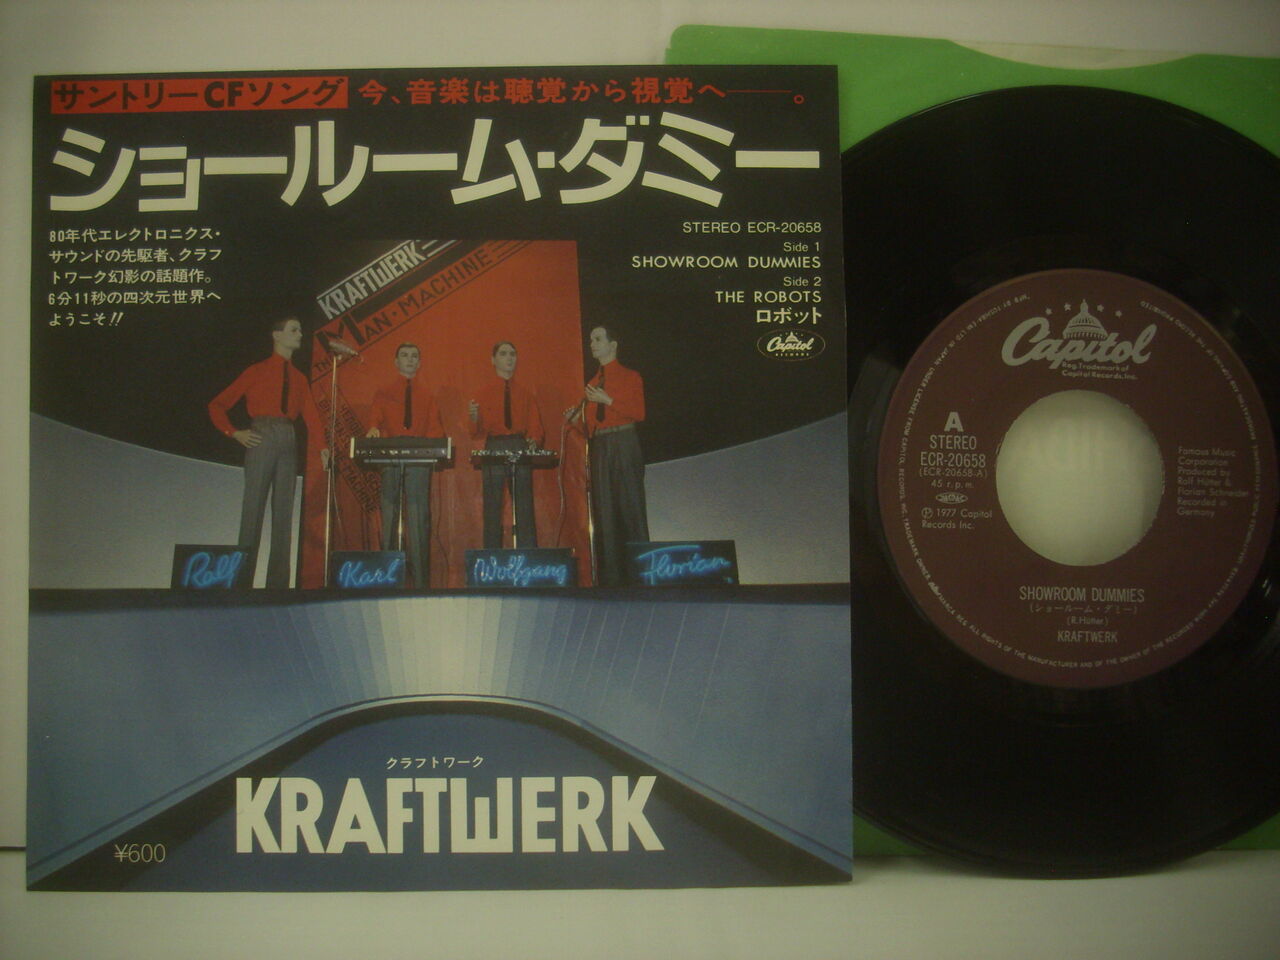 サントリーCFソング 今、音楽は聴覚から視覚へ——。
ショールーム・ダミー
80年代エレクトロニクス・
サウンドの先駆者、クラフ
トワーク幻影の話題作。
6分11秒の四次元世界へ
ようこそ!!
STEREO ECR-20658
Side 1
SHOWROOM DUMMIES
Side 2
THE ROBOTS
ロボット
Capitol
RECORDS
KRAFTWERK
MAN·MACHINE
Ralf
Karl
Wolfgang
Florian
クラフトワーク
KRAFTWERK
¥600
Capitol
Reg. Trademark of
Capitol Records, Inc.
A
STEREO
ECR-20658
(ECR-20658-A)
45 r.p.m.
JASRAC
Ⓟ 1977 Capitol
Records Inc.
Famous Music
Corporation
Produced by
Ralf Hütter &
Florian Schneider
Recorded in
Germany
SHOWROOM DUMMIES
(ショールーム・ダミー)
(R. Hütter)
KRAFTWERK